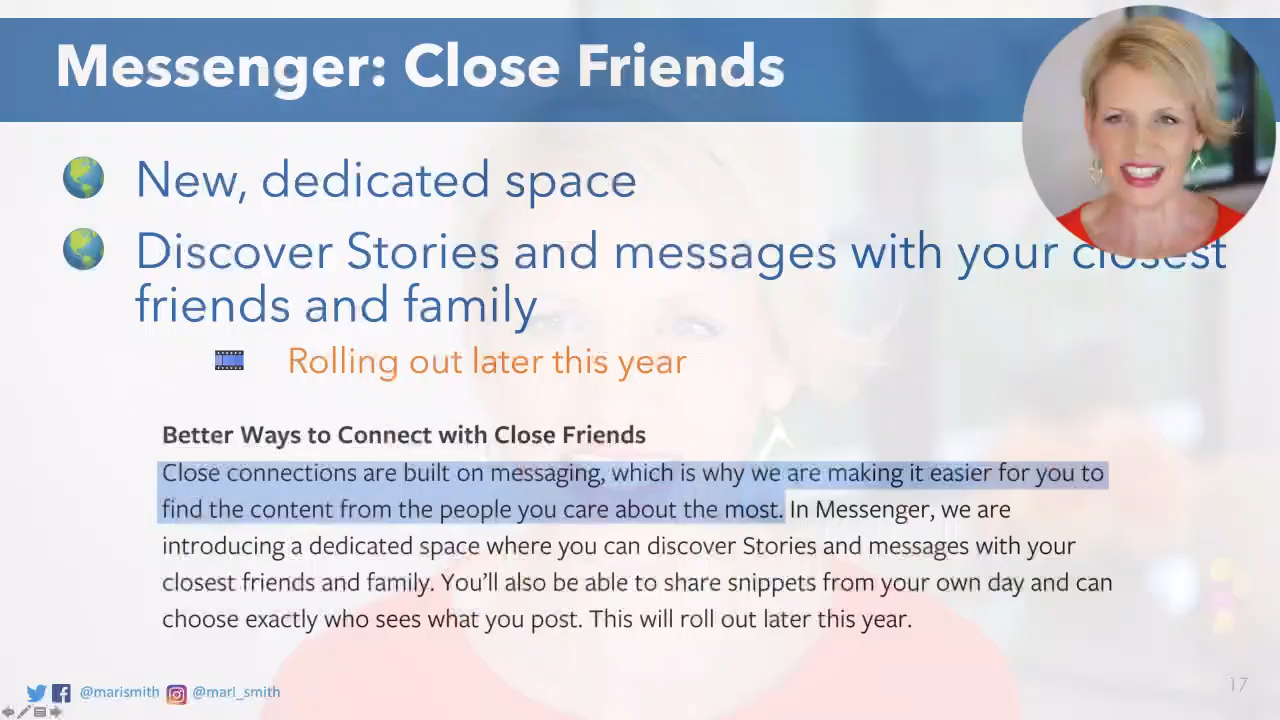 Messenger: Close Friends
New, dedicated space
Discover Stories and messages with your closest
friends and family
Rolling out later this year
Better Ways to Connect with Close Friends
Close connections are built on messaging, which is why we are making it easier for you to
find the content from the people you care about the most. In Messenger, we are
introducing a dedicated space where you can discover Stories and messages with your
closest friends and family. You'll also be able to share snippets from your own day and can
choose exactly who sees what you post. This will roll out later this year.
@marismith @mari_smith
17